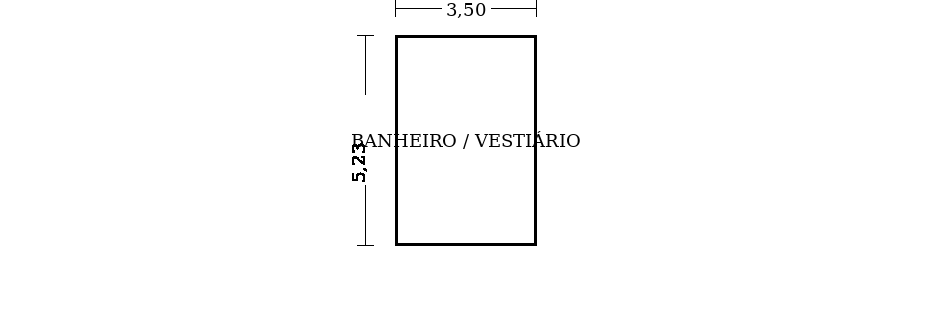 3,50
BANHEIRO / VESTIÁRIO
5,23